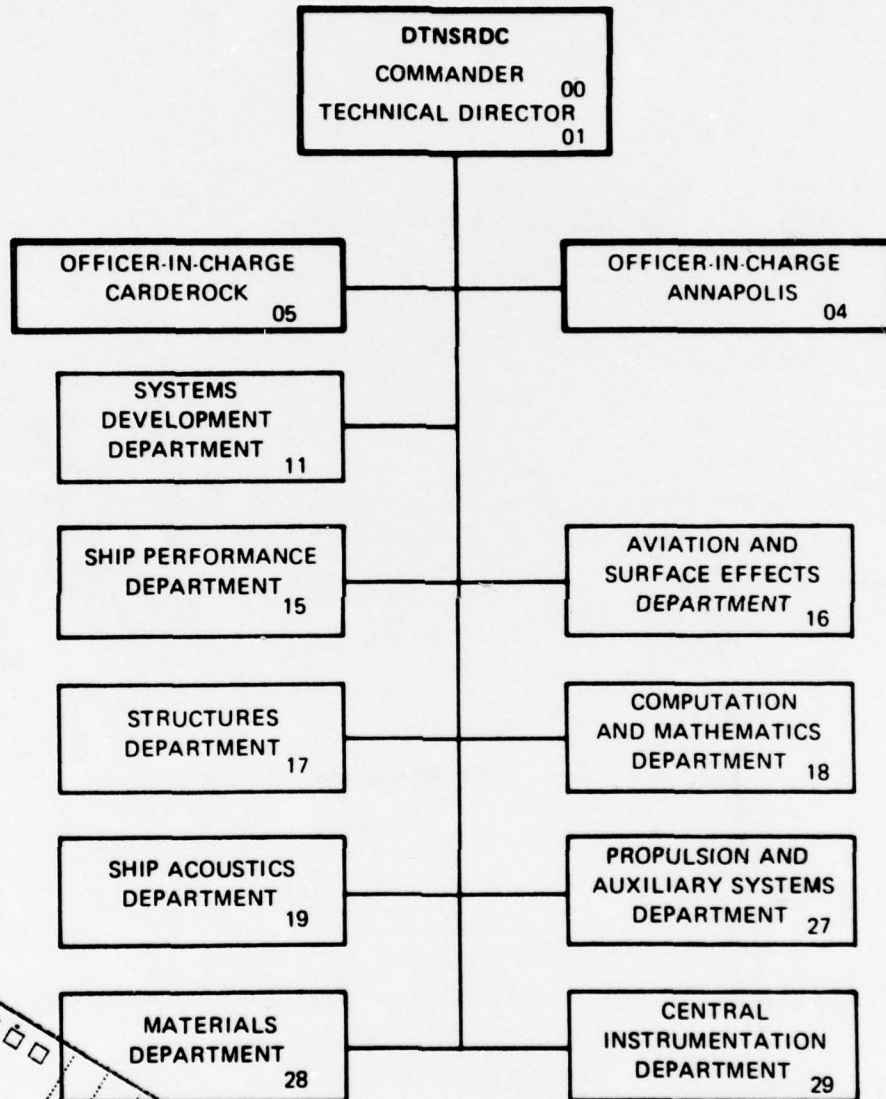 DTNSRDC
COMMANDER
00
TECHNICAL DIRECTOR
01
OFFICER-IN-CHARGE
CARDEROCK
05
OFFICER-IN-CHARGE
ANNAPOLIS
04
SYSTEMS
DEVELOPMENT
DEPARTMENT
11
SHIP PERFORMANCE
DEPARTMENT
15
AVIATION AND
SURFACE EFFECTS
DEPARTMENT
16
STRUCTURES
DEPARTMENT
17
COMPUTATION
AND MATHEMATICS
DEPARTMENT
18
SHIP ACOUSTICS
DEPARTMENT
19
PROPULSION AND
AUXILIARY SYSTEMS
DEPARTMENT
27
MATERIALS
DEPARTMENT
28
CENTRAL
INSTRUMENTATION
DEPARTMENT
29